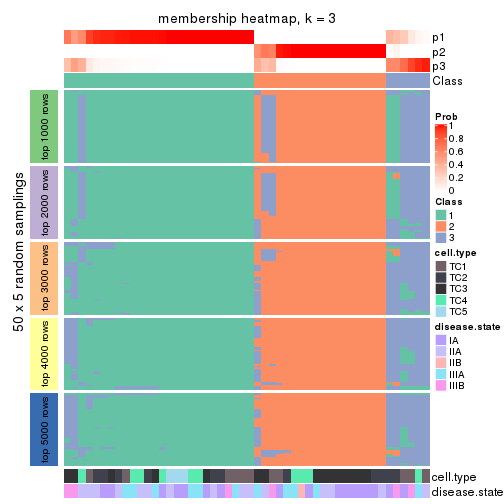 membership heatmap, k = 3
p1
p2
p3
Class
50 x 5 random samplings
top 1000 rows
top 2000 rows
top 3000 rows
top 4000 rows
top 5000 rows
cell.type
disease.state
Prob
1
0.8
0.6
0.4
0.2
0
Class
1
2
3
cell.type
TC1
TC2
TC3
TC4
TC5
disease.state
IA
IIA
IIB
IIIA
IIIB